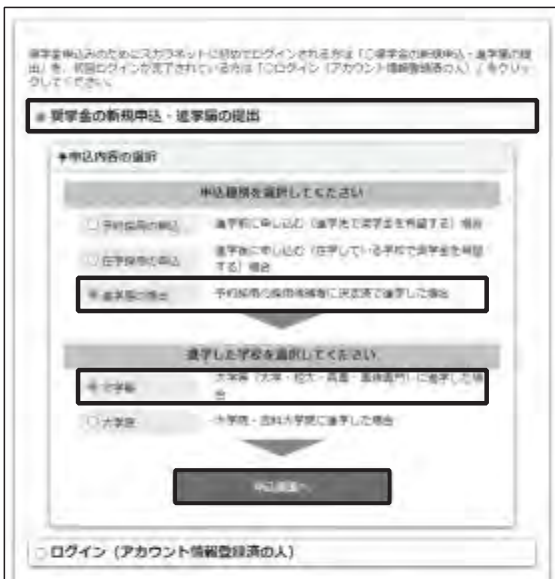 奨学金申込みのためにスカラネットに初めてログインされる方は「○奨学金の新規申込・進学届の提
出」を、初回ログインが完了されている方は「○ログイン(アカウント情報登録済の人)」をクリッ
クしてください。
奨学金の新規申込・進学届の提出
◆申込内容の選択
申込種別を選択してください
予約採用の申込 進学前に申し込む(進学先で奨学金を希望する)場合
在学採用の申込 進学後に申し込む(在学している学校で奨学金を希望
する)場合
進学届の提出 予約採用の採用候補者に決定済で進学した場合
進学した学校を選択してください
大学等 大学等(大学・短大・高専・専修専門)に進学した場
合
大学院 大学院・法科大学院に進学した場合
申込画面へ
ログイン(アカウント情報登録済の人)